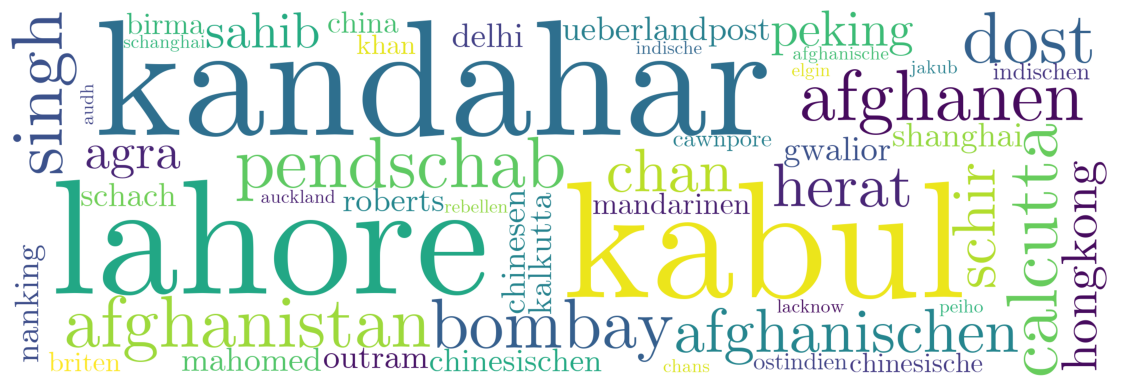 singh
birma
schanghai
sahib
china
khan
delhi
ueberlandpost
indische
peking
afghanische
elgin
jakub
dost
indischen
audh
kandahar
afghanen
agra
pendschab
cawnpore
gwalior
shanghai
schach
auckland
roberts
rebellen
chan
mandarinen
herat
schir
calcutta
hongkong
lahore
chinesen
kalkutta
kabul
nanking
afghanistan
bombay
lacknow
peiho
afghanischen
briten
mahomed
outram
chinesischen
chans
ostindien
chinesische